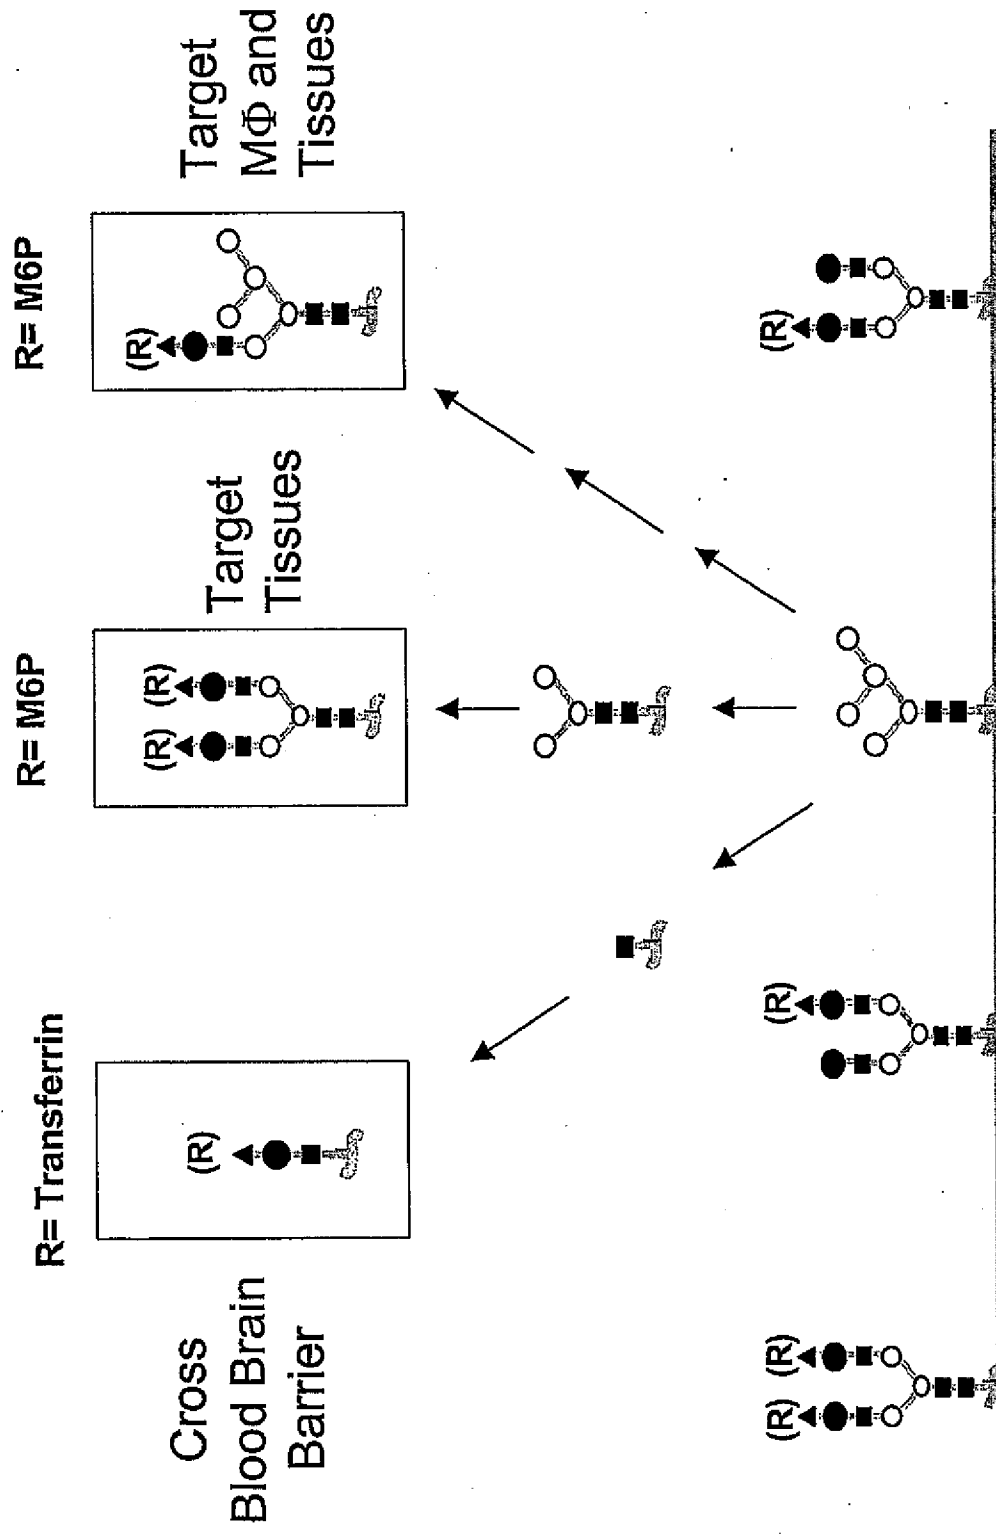 R= Transferrin
R= M6P
R= M6P
Cross
Blood Brain
Barrier
(R)
(R) (R)
Target
Tissues
(R)
Target
MΦ and
Tissues
(R) (R)
(R)
(R)